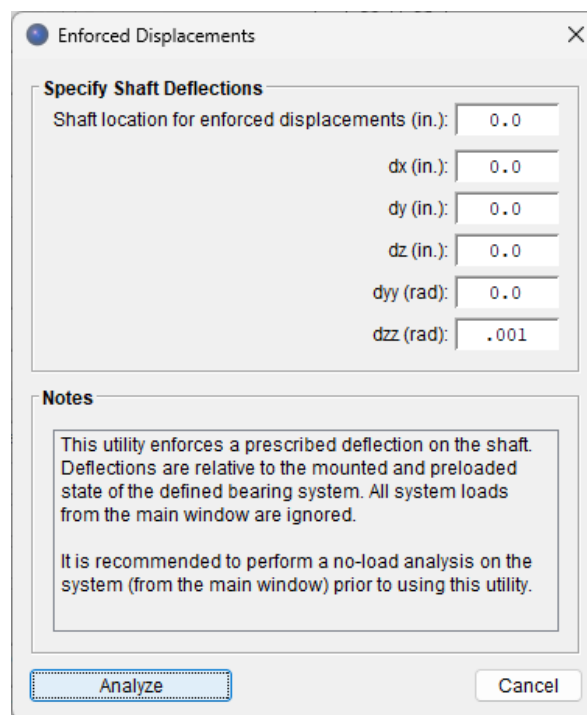 Enforced Displacements
Specify Shaft Deflections
Shaft location for enforced displacements (in.): 0.0
dx (in.): 0.0
dy (in.): 0.0
dz (in.): 0.0
dyy (rad): 0.0
dzz (rad): .001
Notes
This utility enforces a prescribed deflection on the shaft.
Deflections are relative to the mounted and preloaded
state of the defined bearing system. All system loads
from the main window are ignored.
It is recommended to perform a no-load analysis on the
system (from the main window) prior to using this utility.
Analyze Cancel